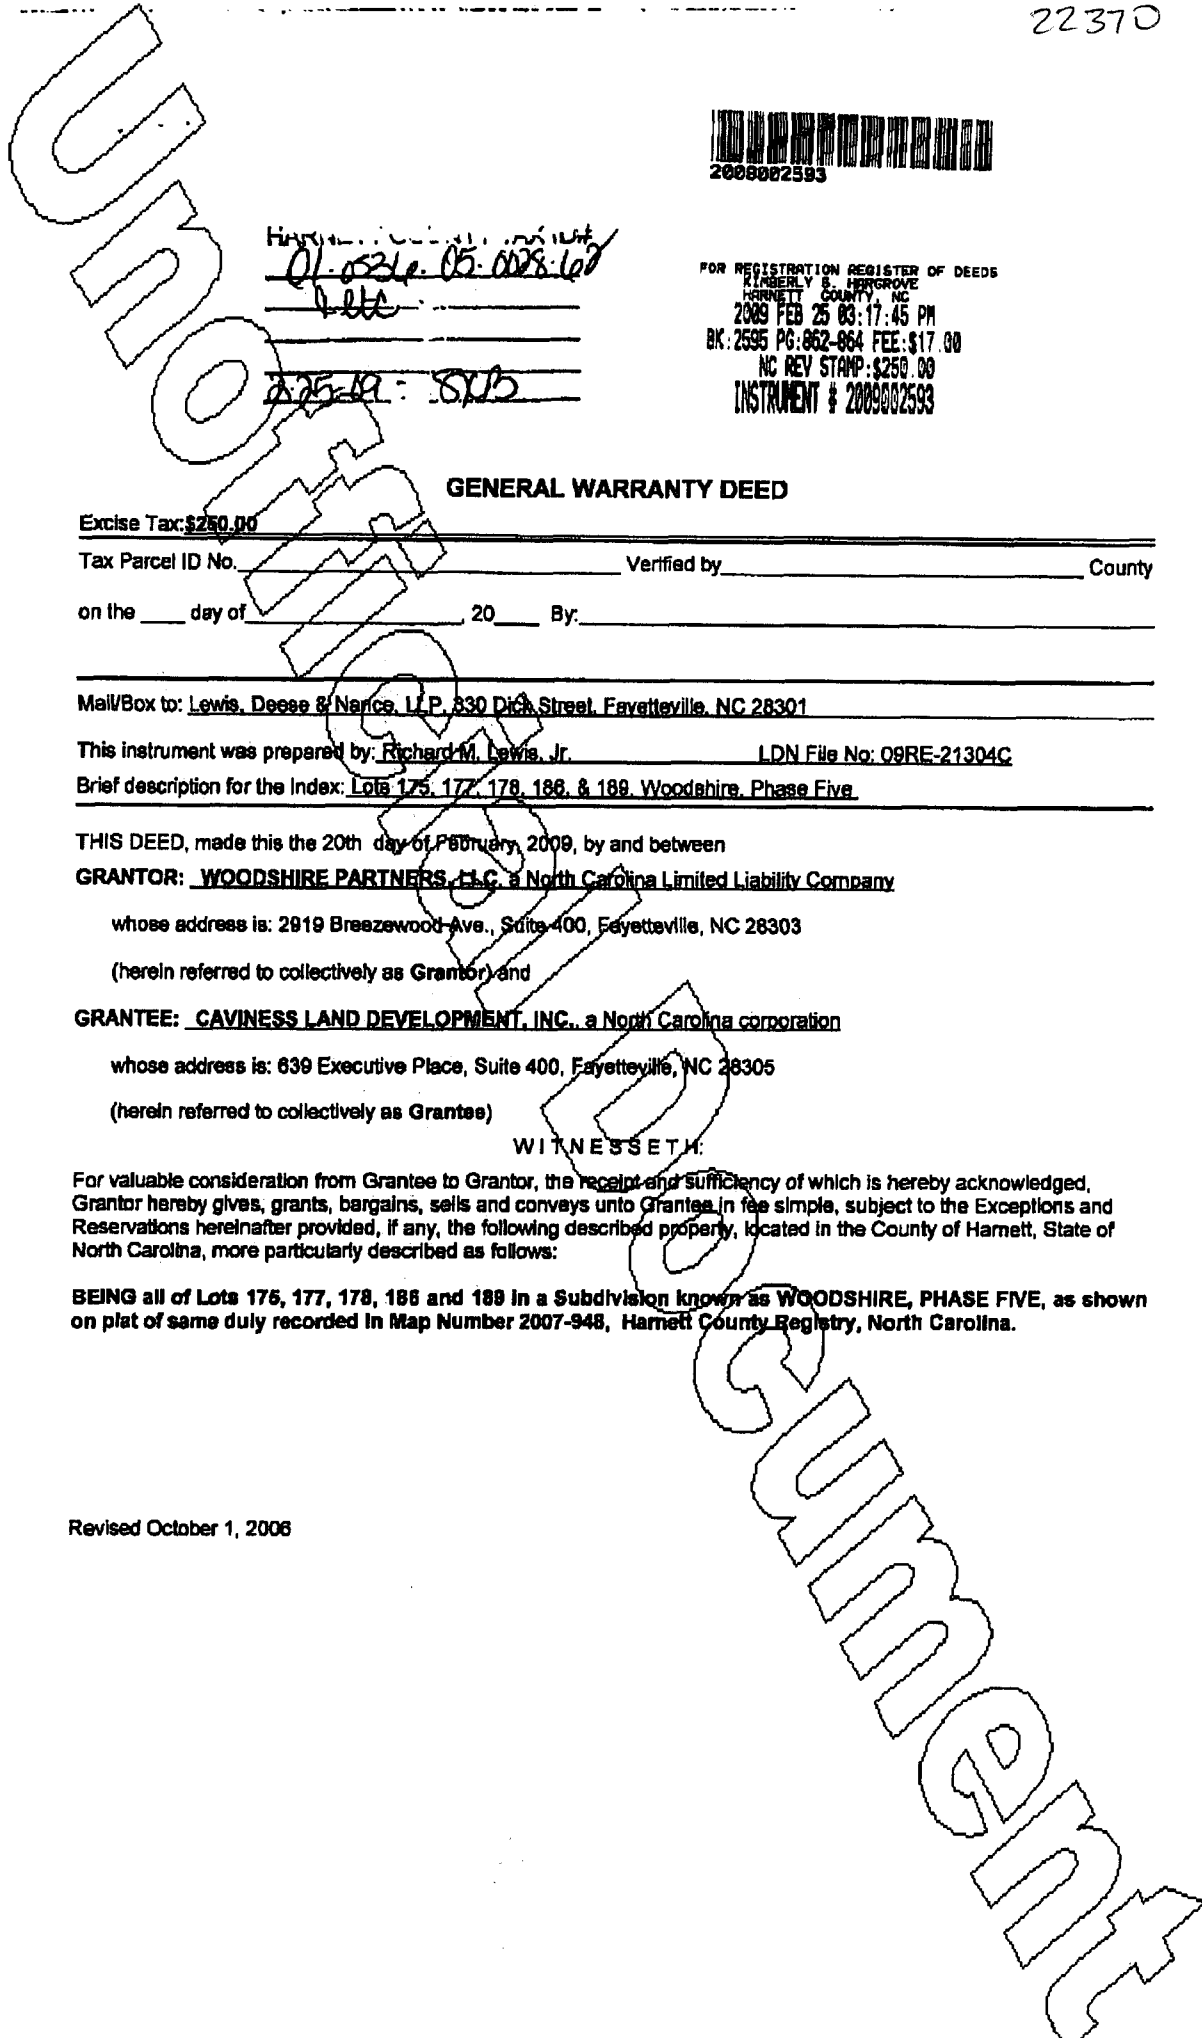 22370
2009002593
HARNETT COUNTY TAX ID#
01-0536-05-0028-62
& etc
2-25-09 - SKB
FOR REGISTRATION REGISTER OF DEEDS
KIMBERLY S. HARGROVE
HARNETT COUNTY, NC
2009 FEB 25 03:17:45 PM
BK:2595 PG:862-864 FEE:$17.00
NC REV STAMP:$250.00
INSTRUMENT # 2009002593
GENERAL WARRANTY DEED
Excise Tax:$250.00
Tax Parcel ID No. Verified by County
on the day of , 20 By:
Mail/Box to: Lewis, Deese & Nance, LLP, 330 Dick Street, Fayetteville, NC 28301
This instrument was prepared by: Richard M. Lewis, Jr. LDN File No: 09RE-21304C
Brief description for the Index: Lots 175, 177, 178, 186, & 189, Woodshire, Phase Five
THIS DEED, made this the 20th day of February, 2009, by and between
GRANTOR: WOODSHIRE PARTNERS, LLC, a North Carolina Limited Liability Company
whose address is: 2919 Breezewood Ave., Suite 400, Fayetteville, NC 28303
(herein referred to collectively as Grantor) and
GRANTEE: CAVINESS LAND DEVELOPMENT, INC., a North Carolina corporation
whose address is: 639 Executive Place, Suite 400, Fayetteville, NC 28305
(herein referred to collectively as Grantee)
WITNESSETH:
For valuable consideration from Grantee to Grantor, the receipt and sufficiency of which is hereby acknowledged,
Grantor hereby gives, grants, bargains, sells and conveys unto Grantee in fee simple, subject to the Exceptions and
Reservations hereinafter provided, if any, the following described property, located in the County of Harnett, State of
North Carolina, more particularly described as follows:
BEING all of Lots 175, 177, 178, 186 and 189 in a Subdivision known as WOODSHIRE, PHASE FIVE, as shown
on plat of same duly recorded in Map Number 2007-948, Harnett County Registry, North Carolina.
Revised October 1, 2006
Unofficial Document